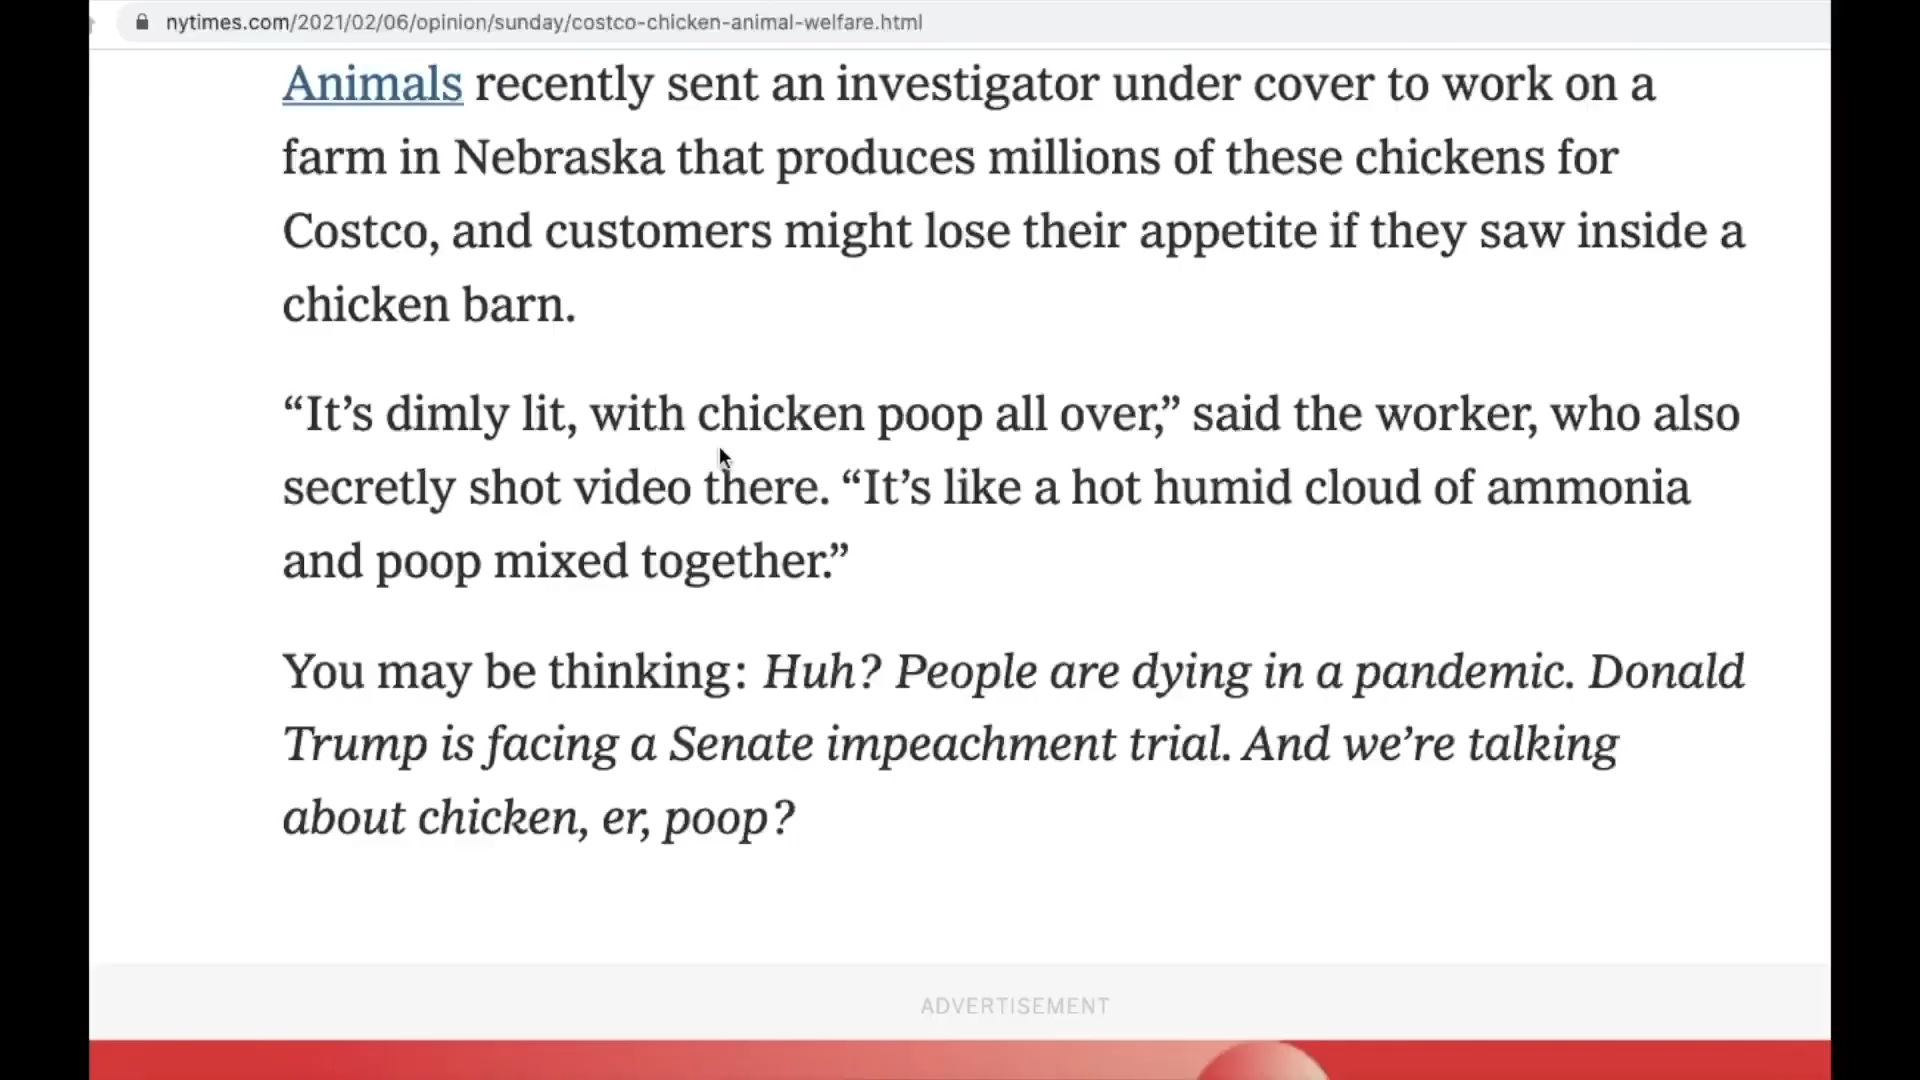 nytimes.com/2021/02/06/opinion/sunday/costco-chicken-animal-welfare.html
Animals recently sent an investigator under cover to work on a
farm in Nebraska that produces millions of these chickens for
Costco, and customers might lose their appetite if they saw inside a
chicken barn.
“It’s dimly lit, with chicken poop all over,” said the worker, who also
secretly shot video there. “It’s like a hot humid cloud of ammonia
and poop mixed together.”
You may be thinking: Huh? People are dying in a pandemic. Donald
Trump is facing a Senate impeachment trial. And we’re talking
about chicken, er, poop?
ADVERTISEMENT